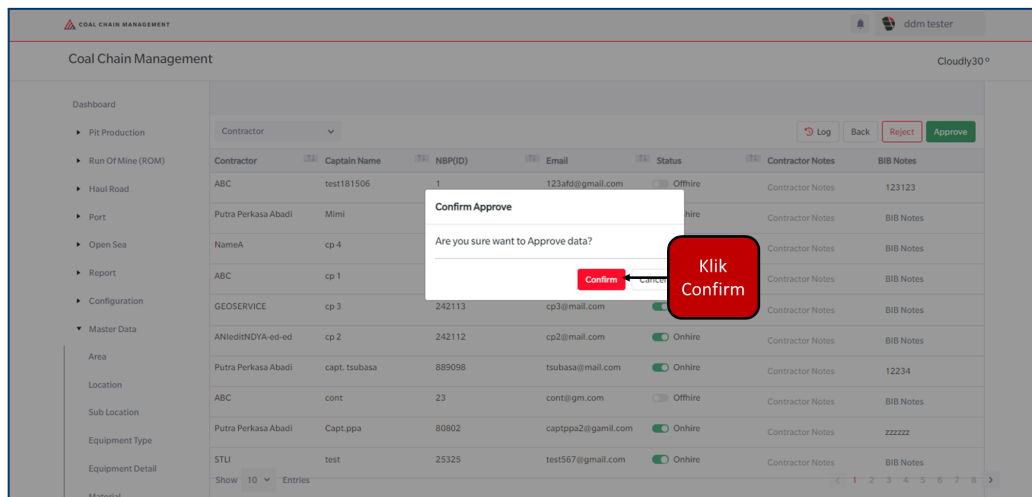 COAL CHAIN MANAGEMENT
ddm tester
Coal Chain Management
Cloudly30°
Dashboard
Pit Production
Run Of Mine (ROM)
Haul Road
Port
Open Sea
Report
Configuration
Master Data
Area
Location
Sub Location
Equipment Type
Equipment Detail
Material
Contractor
Log Back Reject Approve
Contractor Captain Name NBP(ID) Email Status Contractor Notes BIB Notes
ABC test181506 1 123afd@gmail.com Offhire Contractor Notes 123123
Putra Perkasa Abadi Mimi Contractor Notes BIB Notes
NameA cp 4 Contractor Notes BIB Notes
ABC cp 1 Contractor Notes BIB Notes
GEOSERVICE cp 3 242113 cp3@mail.com Contractor Notes BIB Notes
ANIeditNDYA-ed-ed cp 2 242112 cp2@mail.com Onhire Contractor Notes BIB Notes
Putra Perkasa Abadi capt. tsubasa 889098 tsubasa@mail.com Onhire Contractor Notes 12234
ABC cont 23 cont@gm.com Offhire Contractor Notes BIB Notes
Putra Perkasa Abadi Capt.ppa 80802 captppa2@gamil.com Onhire Contractor Notes zzzzzz
STLI test 25325 test567@gmail.com Onhire Contractor Notes BIB Notes
Show 10 Entries
1 2 3 4 5 6 7 8
Confirm Approve
Are you sure want to Approve data?
Confirm
Klik
Confirm